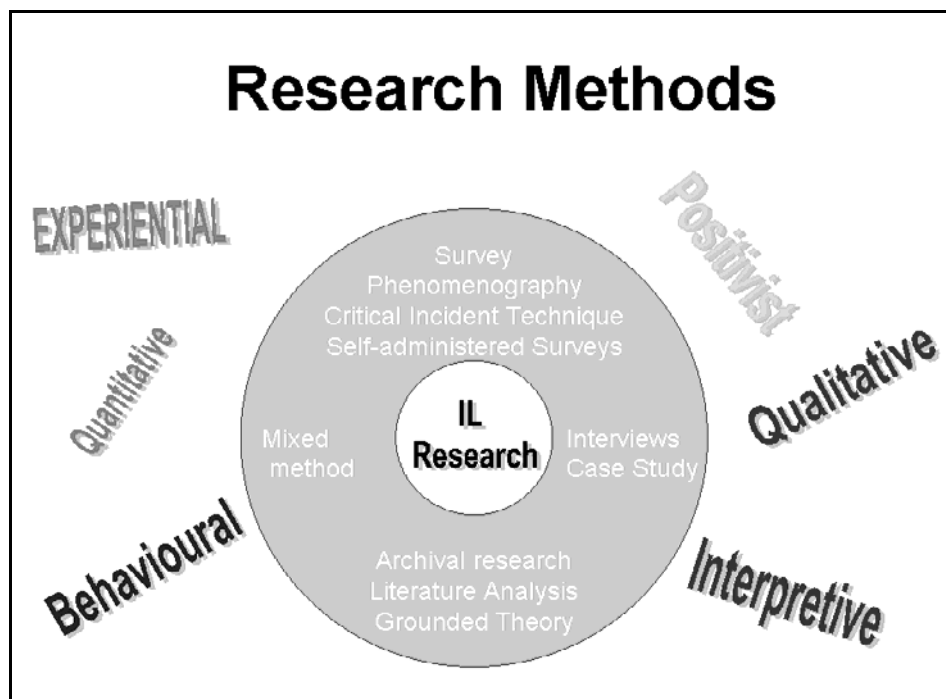 Research Methods
EXPERIENTIAL
Positivist
Survey
Phenomenography
Critical Incident Technique
Self-administered Surveys
Quantitative
Qualitative
IL
Research
Mixed
method
Interviews
Case Study
Behavioural
Interpretive
Archival research
Literature Analysis
Grounded Theory